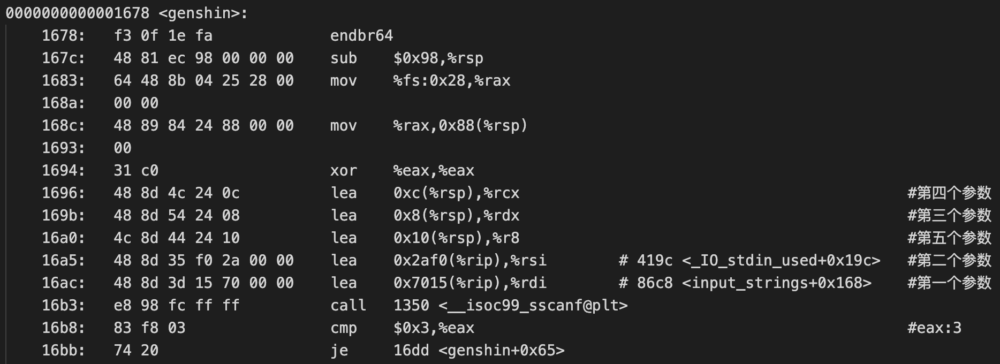 0000000000001678 <genshin>:
1678: f3 0f 1e fa endbr64
167c: 48 81 ec 98 00 00 00 sub $0x98,%rsp
1683: 64 48 8b 04 25 28 00 mov %fs:0x28,%rax
168a: 00 00
168c: 48 89 84 24 88 00 00 mov %rax,0x88(%rsp)
1693: 00
1694: 31 c0 xor %eax,%eax
1696: 48 8d 4c 24 0c lea 0xc(%rsp),%rcx #第四个参数
169b: 48 8d 54 24 08 lea 0x8(%rsp),%rdx #第三个参数
16a0: 4c 8d 44 24 10 lea 0x10(%rsp),%r8 #第五个参数
16a5: 48 8d 35 f0 2a 00 00 lea 0x2af0(%rip),%rsi # 419c <_IO_stdin_used+0x19c> #第二个参数
16ac: 48 8d 3d 15 70 00 00 lea 0x7015(%rip),%rdi # 86c8 <input_strings+0x168> #第一个参数
16b3: e8 98 fc ff ff call 1350 <__isoc99_sscanf@plt>
16b8: 83 f8 03 cmp $0x3,%eax #eax:3
16bb: 74 20 je 16dd <genshin+0x65>